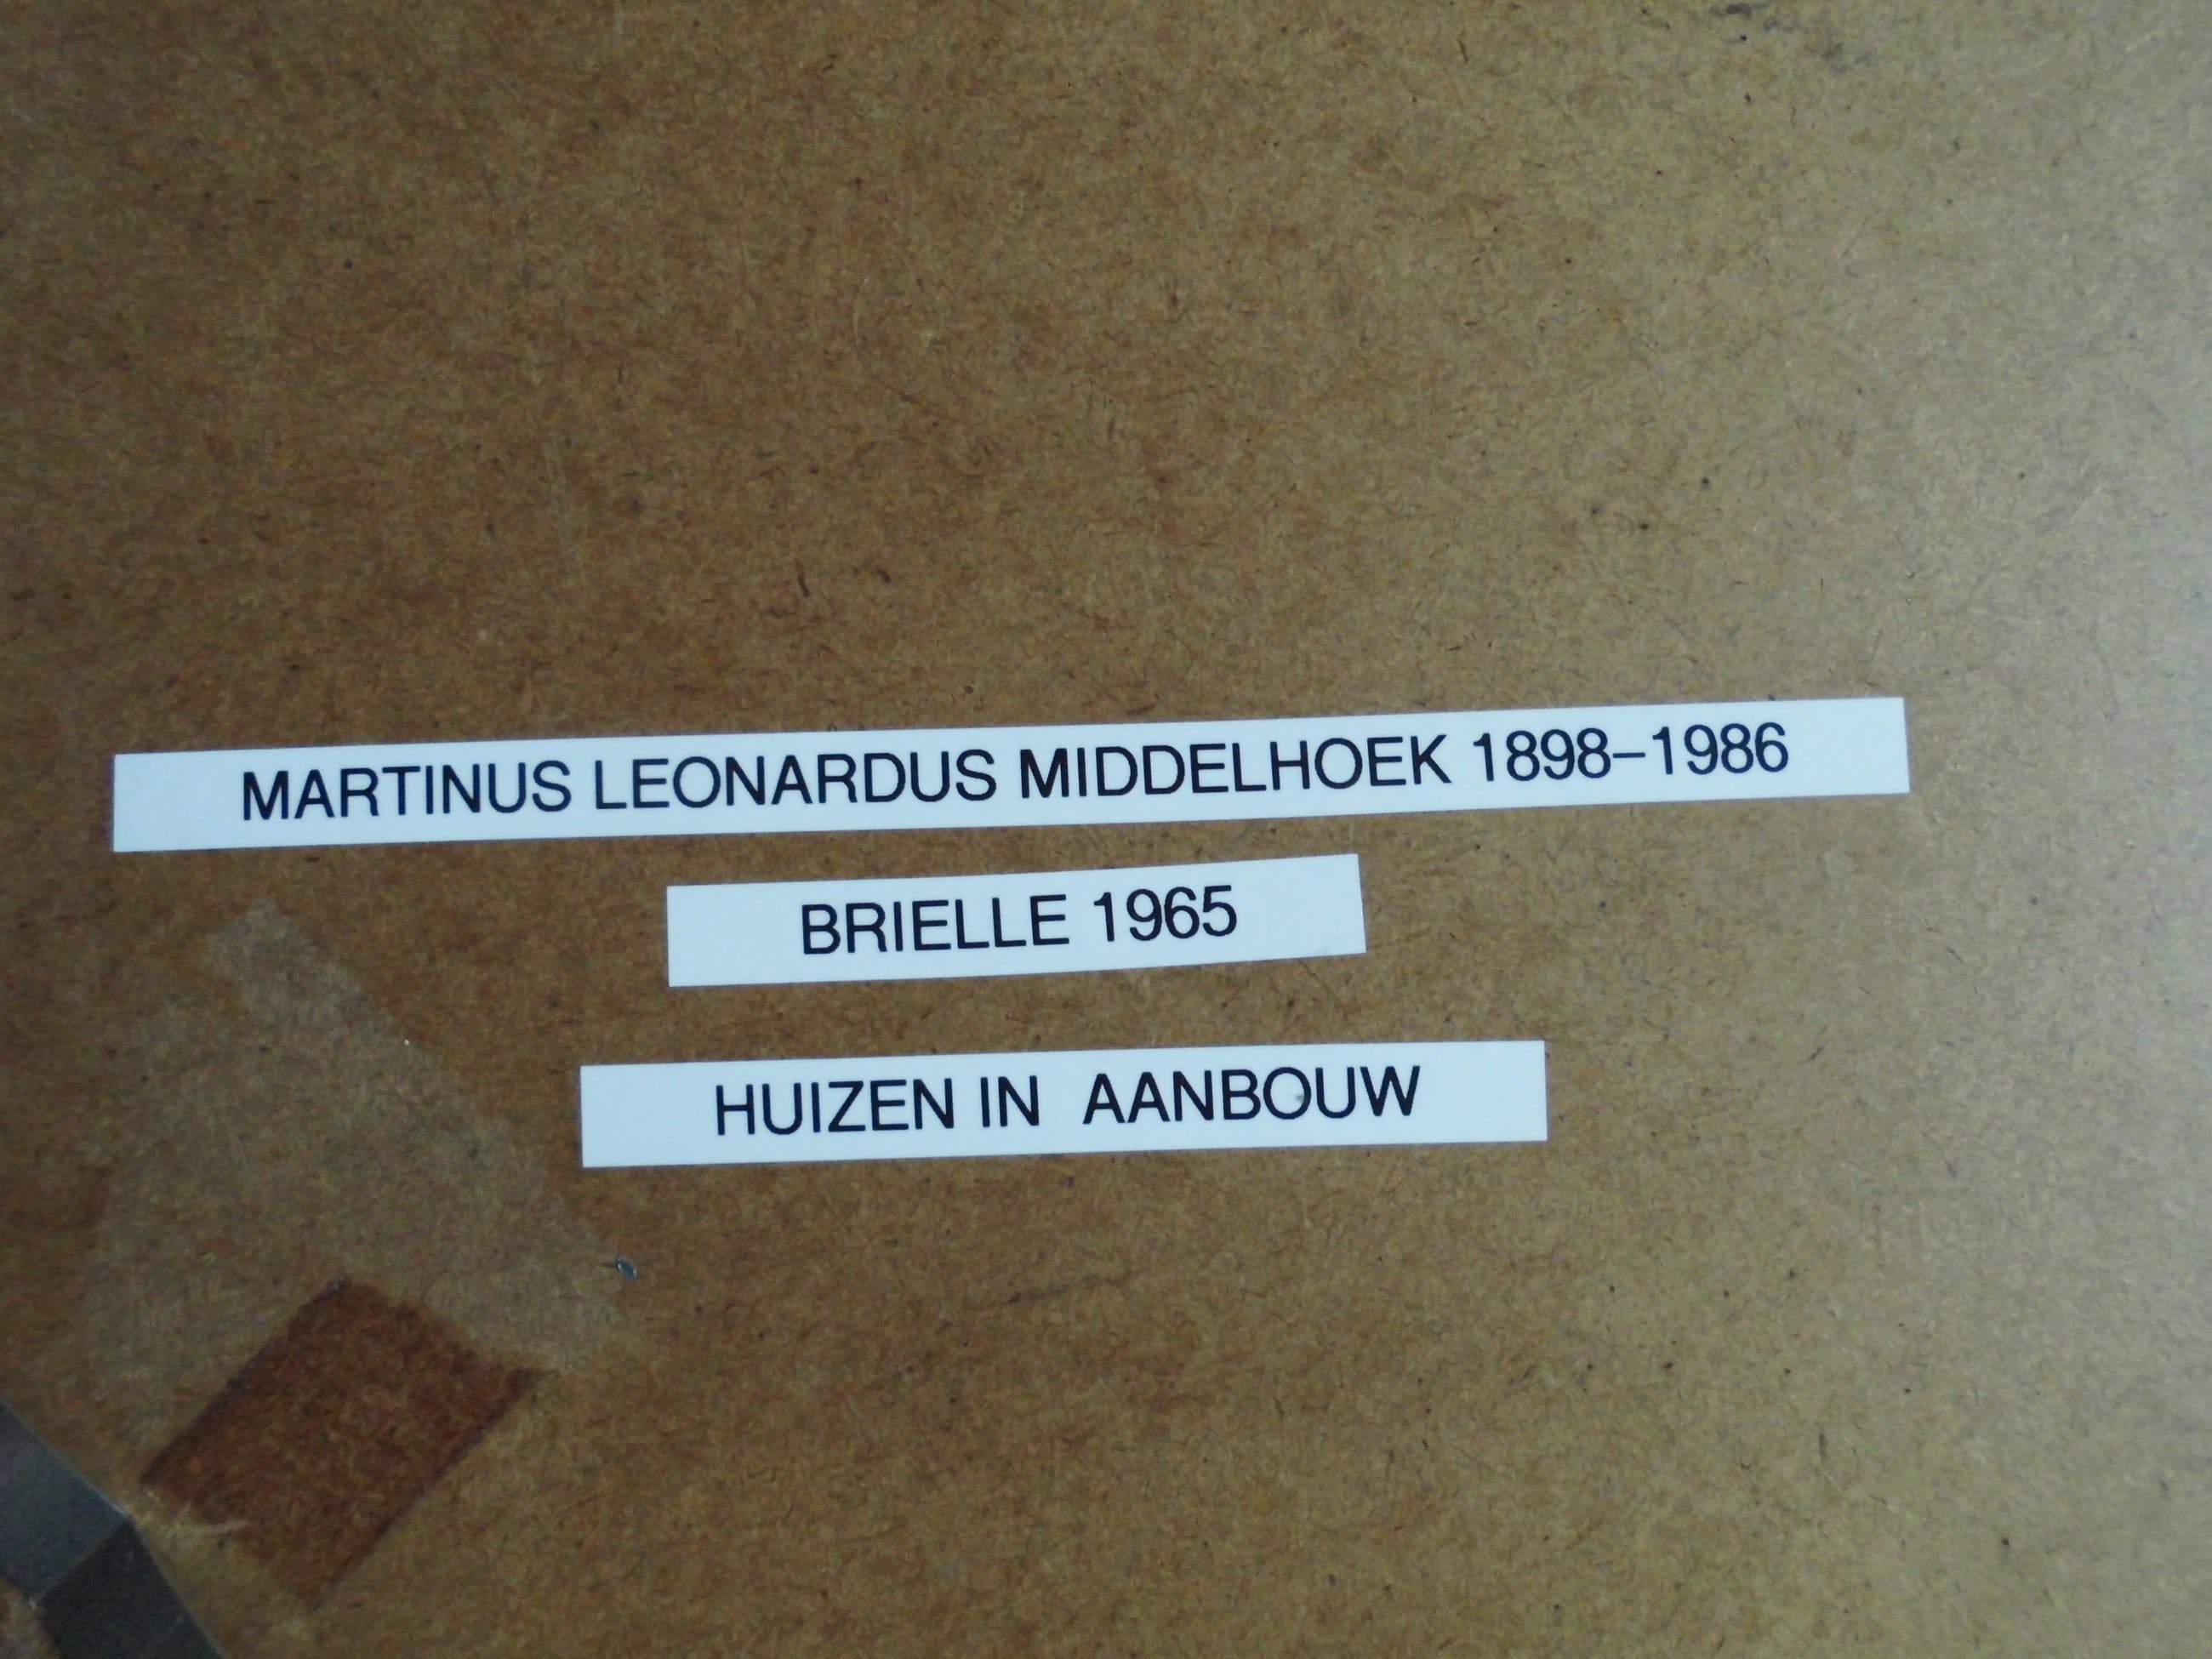 MARTINUS LEONARDUS MIDDELHOEK 1898–1986
BRIELLE 1965
HUIZEN IN AANBOUW